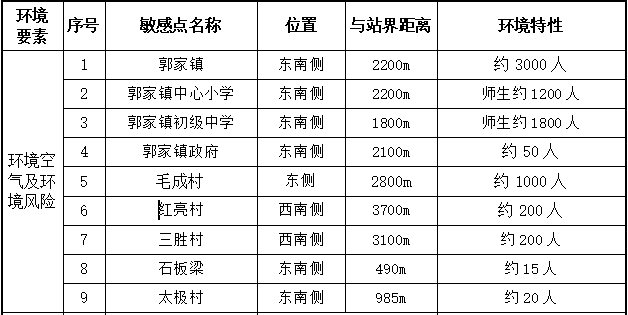 环境要素 序号 敏感点名称 位置 与站界距离 环境特性
环境空气及环境风险
1 郭家镇 东南侧 2200m 约 3000 人
2 郭家镇中心小学 东南侧 2200m 师生约 1200 人
3 郭家镇初级中学 东南侧 1800m 师生约 1800 人
4 郭家镇政府 东南侧 2100m 约 50 人
5 毛成村 东侧 2800m 约 1000 人
6 红亮村 西南侧 3700m 约 200 人
7 三胜村 西南侧 3100m 约 200 人
8 石板梁 东南侧 490m 约 15 人
9 太极村 东南侧 985m 约 20 人